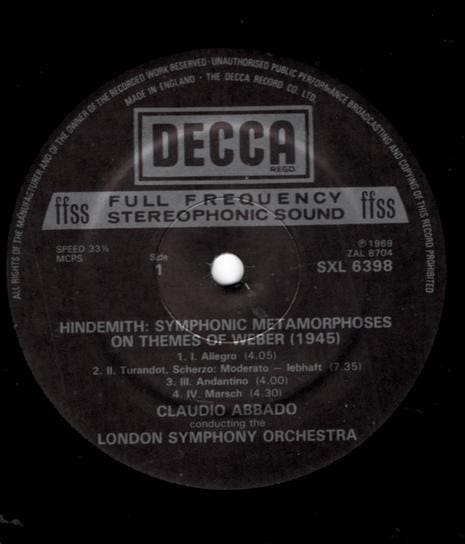 ALL RIGHTS OF THE MANUFACTURER AND OF THE OWNER OF THE RECORDED WORK RESERVED · UNAUTHORISED PUBLIC PERFORMANCE BROADCASTING AND COPYING OF THIS RECORD PROHIBITED
MADE IN ENGLAND · THE DECCA RECORD CO. LTD.
DECCA
REGD.
ffss FULL FREQUENCY STEREOPHONIC SOUND ffss
SPEED 33⅓
MCPS
Side
1
℗ 1969
ZAL 8704
SXL 6398
HINDEMITH: SYMPHONIC METAMORPHOSES
ON THEMES OF WEBER (1945)
1. I. Allegro (4.05)
2. II. Turandot, Scherzo: Moderato — lebhaft (7.35)
3. III. Andantino (4.00)
4. IV. Marsch (4.30)
CLAUDIO ABBADO
conducting the
LONDON SYMPHONY ORCHESTRA